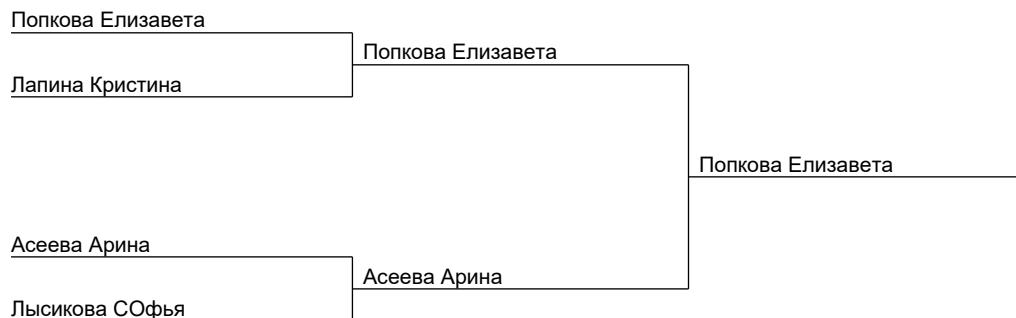 Попкова Елизавета
Попкова Елизавета
Лапина Кристина
Попкова Елизавета
Асеева Арина
Асеева Арина
Лысикова СОфья